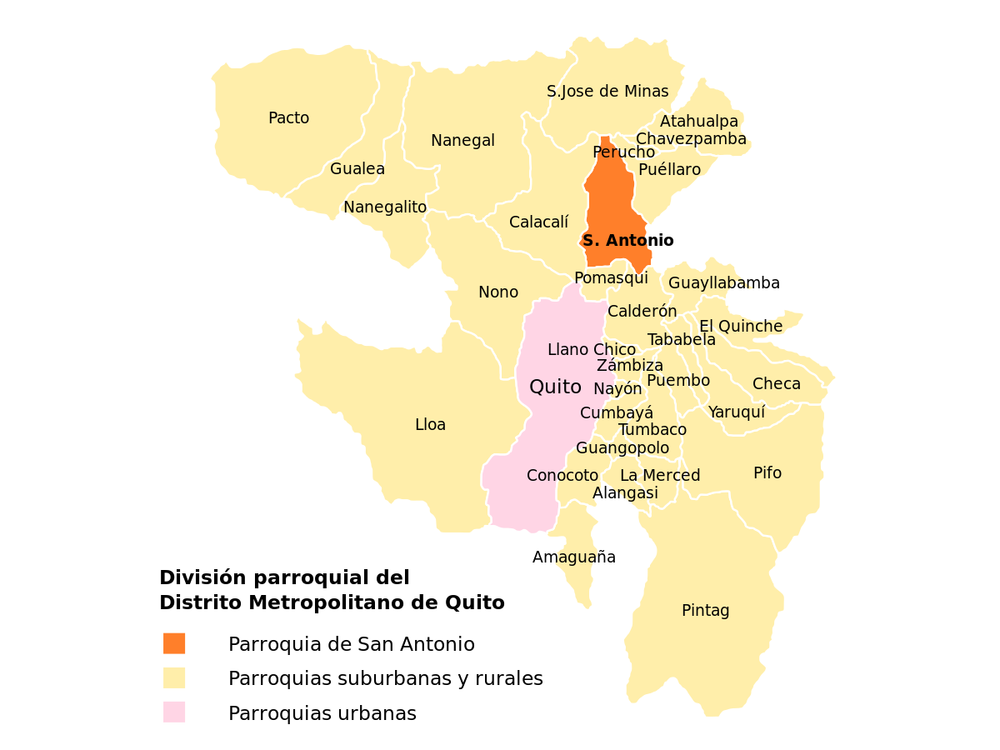 S.Jose de Minas
Pacto
Atahualpa
Nanegal
Chavezpamba
Perucho
Gualea
Puéllaro
Nanegalito
Calacalí
S. Antonio
Pomasqui
Guayllabamba
Nono
Calderón
El Quinche
Tababela
Llano Chico
Zámbiza
Puembo
Checa
Quito
Nayón
Cumbayá
Yaruquí
Lloa
Tumbaco
Guangopolo
Conocoto
La Merced
Pifo
Alangasi
Amaguaña
Pintag
División parroquial del
Distrito Metropolitano de Quito
Parroquia de San Antonio
Parroquias suburbanas y rurales
Parroquias urbanas